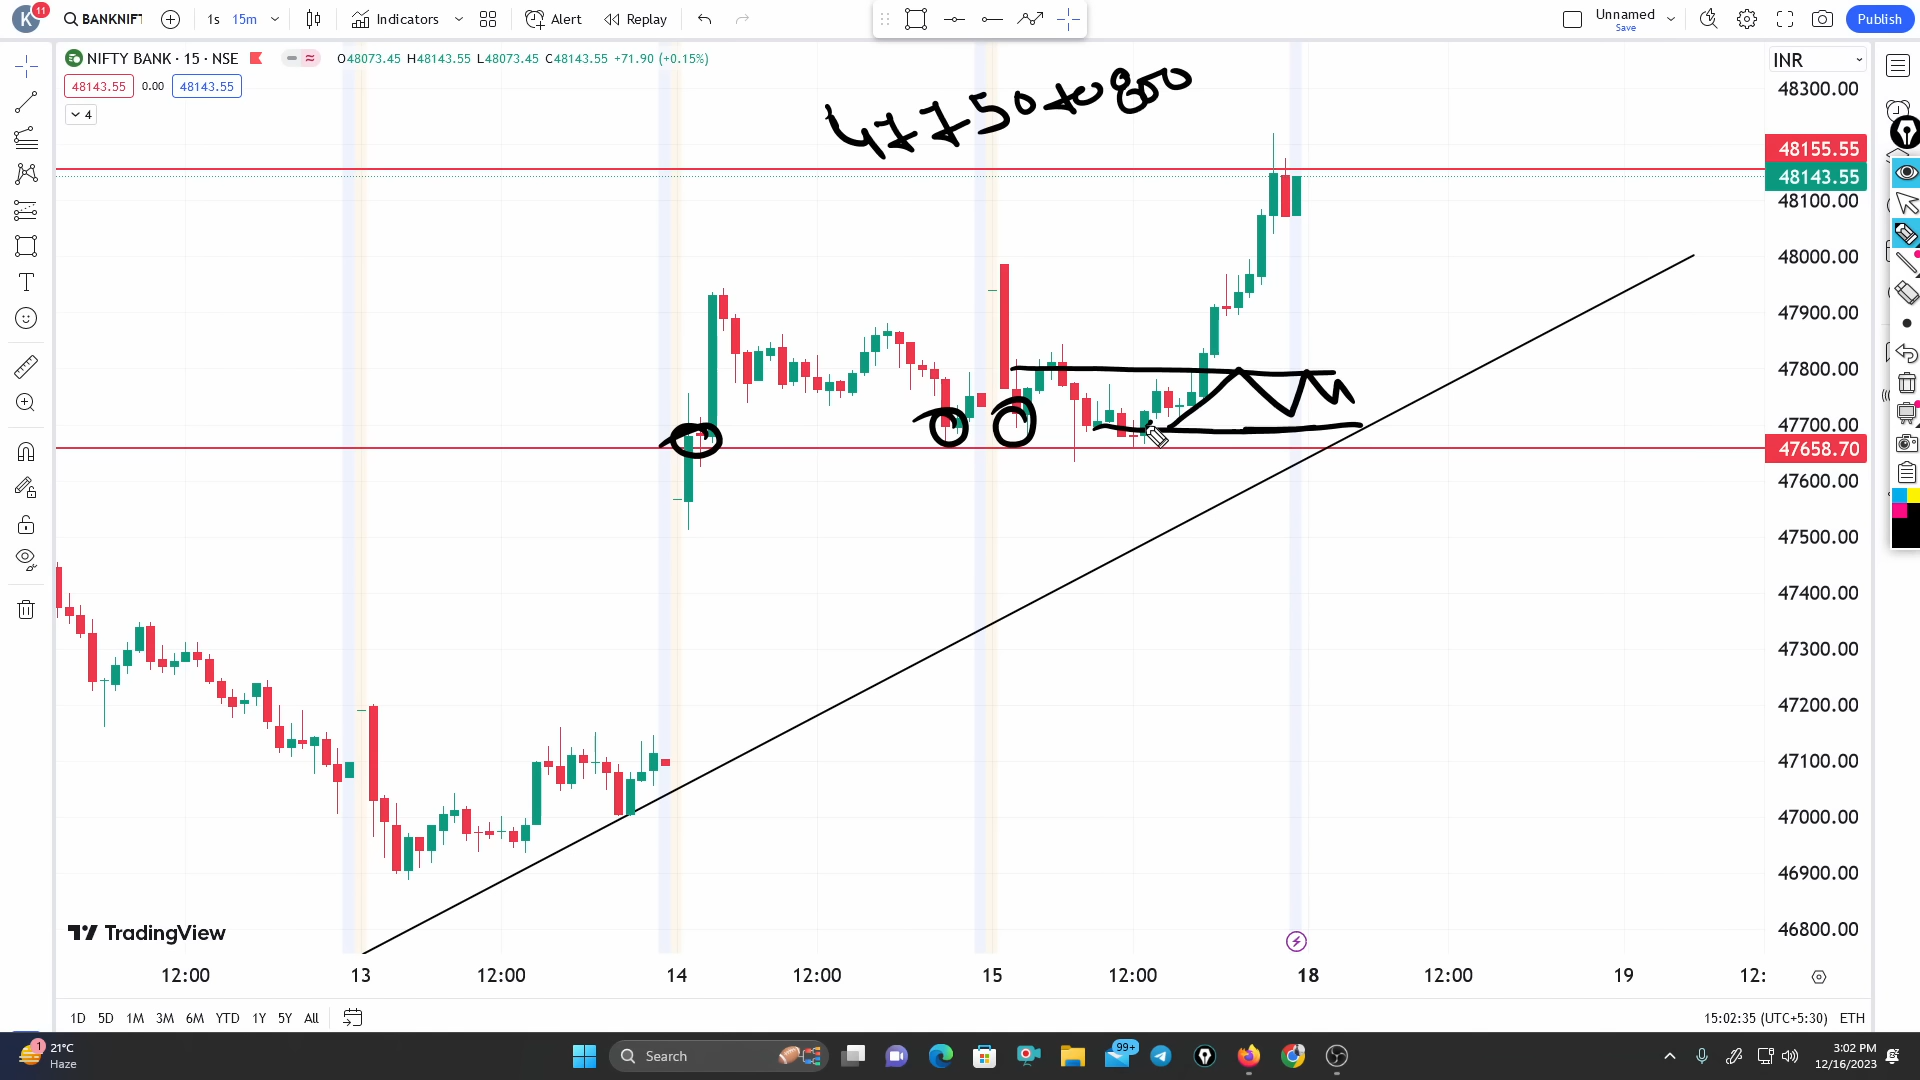 K
11
BANKNIFT
1s
15m
Indicators
Alert
Replay
Unnamed
Save
Publish
NIFTY BANK · 15 · NSE
O48073.45 H48143.55 L48073.45 C48143.55 +71.90 (+0.15%)
48143.55
0.00
48143.55
4
47750 to 800
INR
48300.00
48155.55
48143.55
48100.00
48000.00
47900.00
47800.00
47700.00
47658.70
47600.00
47500.00
47400.00
47300.00
47200.00
47100.00
47000.00
46900.00
46800.00
TradingView
12:00
13
12:00
14
12:00
15
12:00
18
12:00
19
12:
1D 5D 1M 3M 6M YTD 1Y 5Y All
15:02:35 (UTC+5:30) ETH
1
21°C
Haze
Search
99+
3:02 PM
12/16/2023